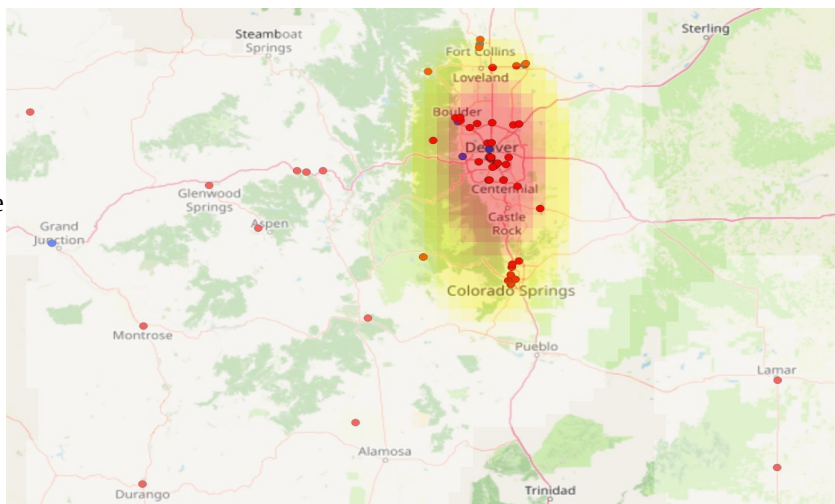 Steamboat
Springs
Sterling
Fort Collins
Loveland
Boulder
Denver
e
Glenwood
Springs
Centennial
Aspen
Castle
Rock
Grand
Junction
Colorado Springs
Montrose
Pueblo
Lamar
Alamosa
Durango
Trinidad